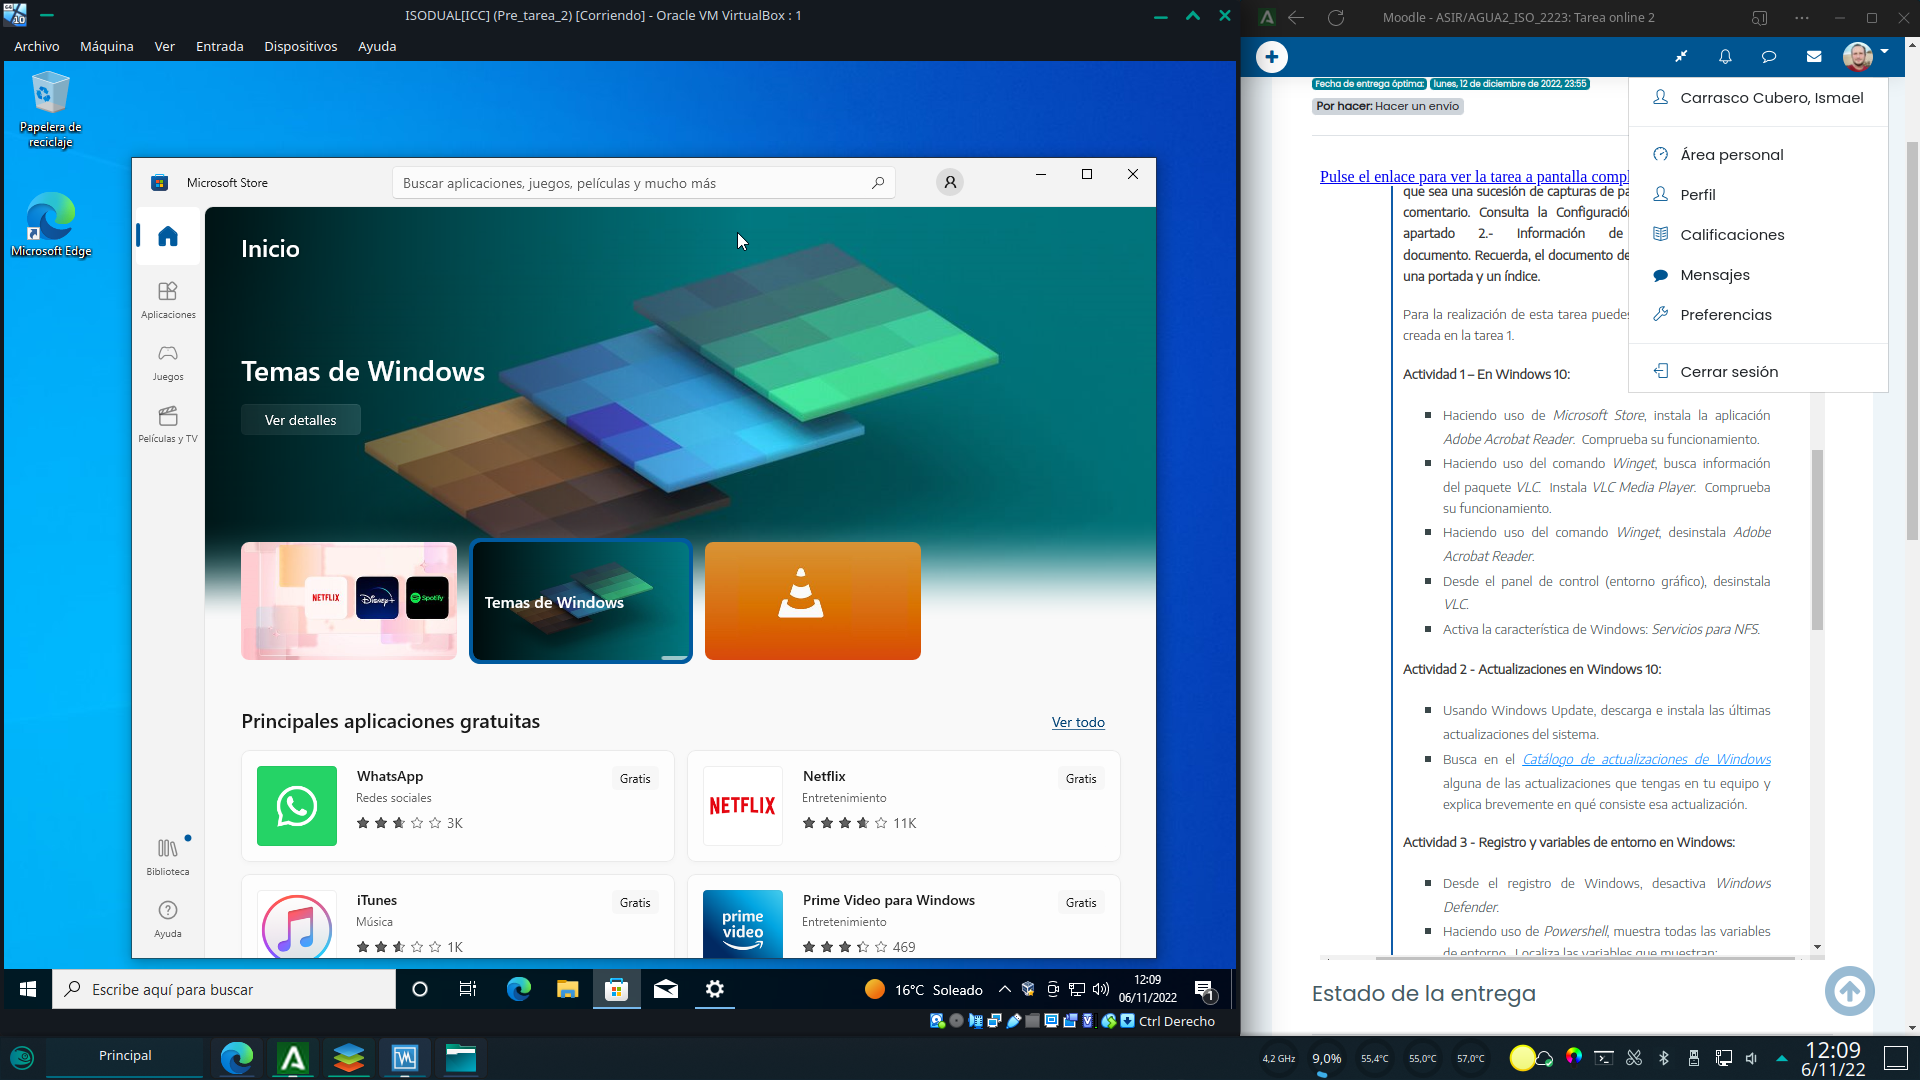 ISODUAL[ICC] (Pre_tarea_2) [Corriendo] - Oracle VM VirtualBox : 1
Archivo Máquina Ver Entrada Dispositivos Ayuda
Papelera de
reciclaje
Microsoft Edge
Microsoft Store
Buscar aplicaciones, juegos, películas y mucho más
Inicio
Aplicaciones
Juegos
Películas y TV
Biblioteca
Ayuda
Temas de Windows
Ver detalles
NETFLIX
Disney+
Spotify
Temas de Windows
Principales aplicaciones gratuitas
Ver todo
WhatsApp
Gratis
Redes sociales
3K
NETFLIX
Netflix
Gratis
Entretenimiento
11K
iTunes
Gratis
Música
1K
prime
video
Prime Video para Windows
Gratis
Entretenimiento
469
Escribe aquí para buscar
16°C Soleado
12:09
06/11/2022
1
Ctrl Derecho
Moodle - ASIR/AGUA2_ISO_2223: Tarea online 2
Fecha de entrega óptima: lunes, 12 de diciembre de 2022, 23:55
Por hacer: Hacer un envío
Carrasco Cubero, Ismael
Área personal
Perfil
Calificaciones
Mensajes
Preferencias
Cerrar sesión
Pulse el enlace para ver la tarea a pantalla compl
que sea una sucesión de capturas de pa
comentario. Consulta la Configuració
apartado 2.- Información de
documento. Recuerda, el documento de
una portada y un índice.
Para la realización de esta tarea puede
creada en la tarea 1.
Actividad 1 – En Windows 10:
Haciendo uso de Microsoft Store, instala la aplicación
Adobe Acrobat Reader. Comprueba su funcionamiento.
Haciendo uso del comando Winget, busca información
del paquete VLC. Instala VLC Media Player. Comprueba
su funcionamiento.
Haciendo uso del comando Winget, desinstala Adobe
Acrobat Reader.
Desde el panel de control (entorno gráfico), desinstala
VLC.
Activa la característica de Windows: Servicios para NFS.
Actividad 2 - Actualizaciones en Windows 10:
Usando Windows Update, descarga e instala las últimas
actualizaciones del sistema.
Busca en el Catálogo de actualizaciones de Windows
alguna de las actualizaciones que tengas en tu equipo y
explica brevemente en qué consiste esa actualización.
Actividad 3 - Registro y variables de entorno en Windows:
Desde el registro de Windows, desactiva Windows
Defender.
Haciendo uso de Powershell, muestra todas las variables
de entorno. Localiza las variables que muestran:
Estado de la entrega
Principal
4,2 GHz
9,0%
55,4°C
55,0°C
57,0°C
12:09
6/11/22